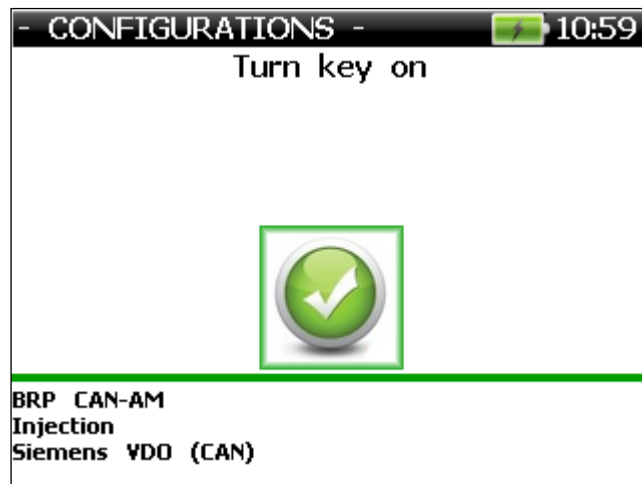 - CONFIGURATIONS - 10:59
Turn key on
BRP CAN-AM
Injection
Siemens VDO (CAN)